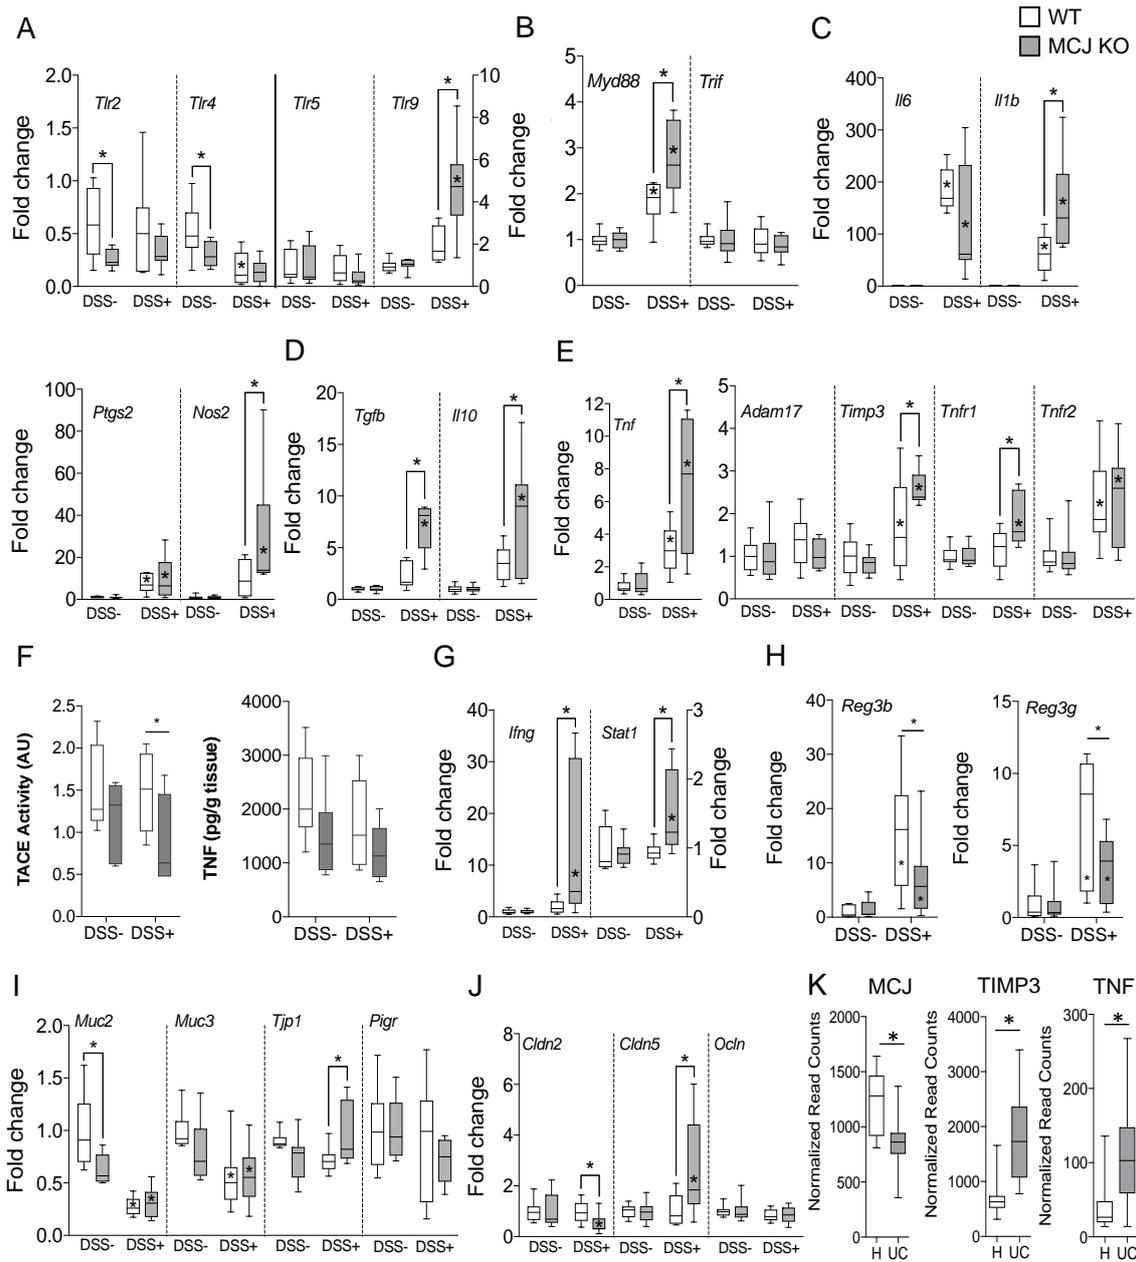 A
B
C
WT
MCJ KO
Fold change
2.0
1.5
1.0
0.5
0.0
Tlr2
Tlr4
Tlr5
Tlr9
*
*
*
*
*
10
8
6
4
2
0
Fold change
DSS- DSS+ DSS- DSS+ DSS- DSS+ DSS- DSS+
5
4
3
2
1
0
Myd88
Trif
*
*
*
DSS- DSS+ DSS- DSS+
Fold change
400
300
200
100
0
Il6
Il1b
*
*
*
*
*
DSS- DSS+ DSS- DSS+
Fold change
100
80
60
40
20
0
Ptgs2
Nos2
*
*
*
*
DSS- DSS+ DSS- DSS+
D
Fold change
20
15
10
5
0
Tgfb
Il10
*
*
*
*
DSS- DSS+ DSS- DSS+
E
Fold change
12
10
8
6
4
2
0
Tnf
*
*
*
DSS- DSS+
5
4
3
2
1
0
Adam17
Timp3
Tnfr1
Tnfr2
*
*
*
*
*
*
*
DSS- DSS+ DSS- DSS+ DSS- DSS+ DSS- DSS+
F
TACE Activity (AU)
2.5
2.0
1.5
1.0
0.5
0.0
*
DSS- DSS+
TNF (pg/g tissue)
4000
3000
2000
1000
0
DSS- DSS+
G
Fold change
40
30
20
10
0
Ifng
Stat1
*
*
*
*
3
2
1
0
Fold change
DSS- DSS+ DSS- DSS+
H
Fold change
40
30
20
10
0
Reg3b
*
*
*
DSS- DSS+
Fold change
15
10
5
0
Reg3g
*
*
*
DSS- DSS+
I
Fold change
2.0
1.5
1.0
0.5
0.0
Muc2
Muc3
Tjp1
Pigr
*
*
*
*
*
*
DSS- DSS+ DSS- DSS+ DSS- DSS+ DSS- DSS+
J
Fold change
8
6
4
2
0
Cldn2
Cldn5
Ocln
*
*
*
*
DSS- DSS+ DSS- DSS+ DSS- DSS+
K
MCJ
Normalized Read Counts
2000
1500
1000
500
0
*
H UC
TIMP3
Normalized Read Counts
4000
3000
2000
1000
0
*
H UC
TNF
Normalized Read Counts
300
200
100
0
*
H UC